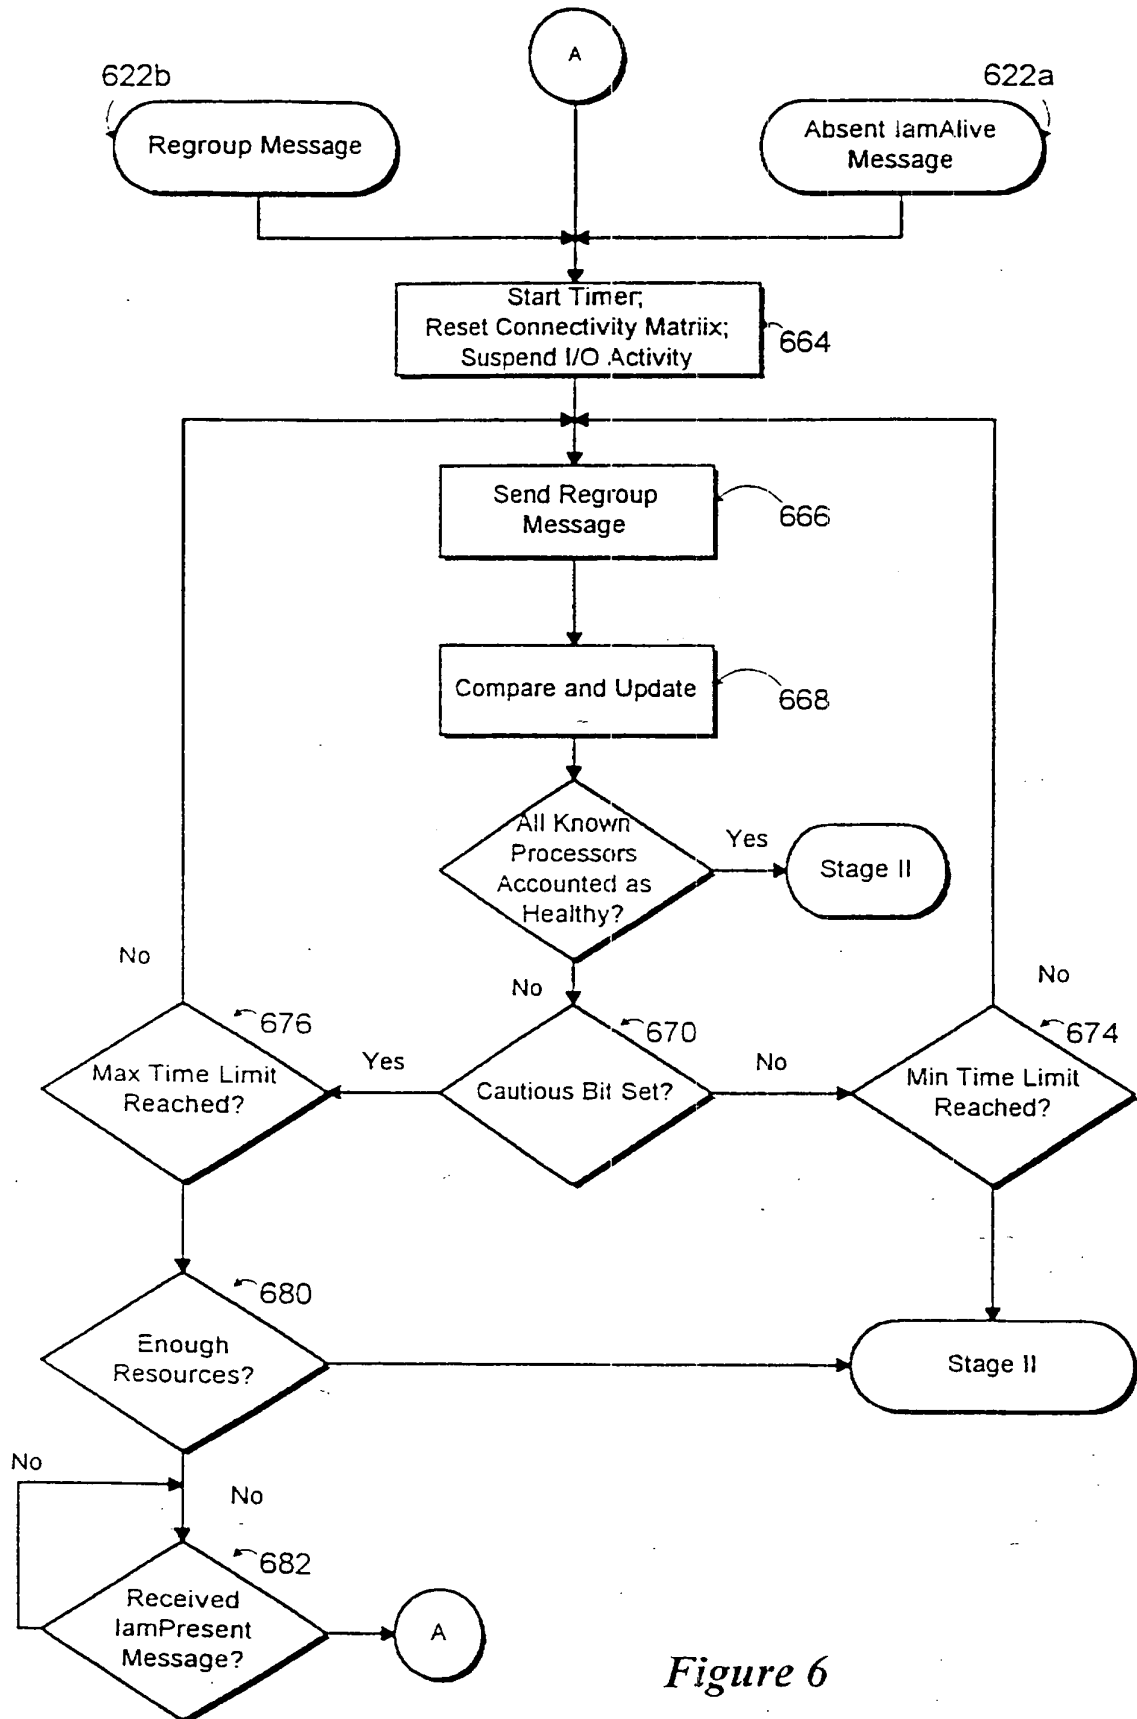 A
622b
622a
Regroup Message
Absent IamAlive
Message
Start Timer;
Reset Connectivity Matriix;
Suspend I/O Activity
664
Send Regroup
Message
666
Compare and Update
668
All Known
Processors
Accounted as
Healthy?
Yes
Stage II
No
No
No
676
670
674
Max Time Limit
Reached?
Yes
Cautious Bit Set?
No
Min Time Limit
Reached?
680
Enough
Resources?
Stage II
No
No
682
Received
IamPresent
Message?
A
Figure 6